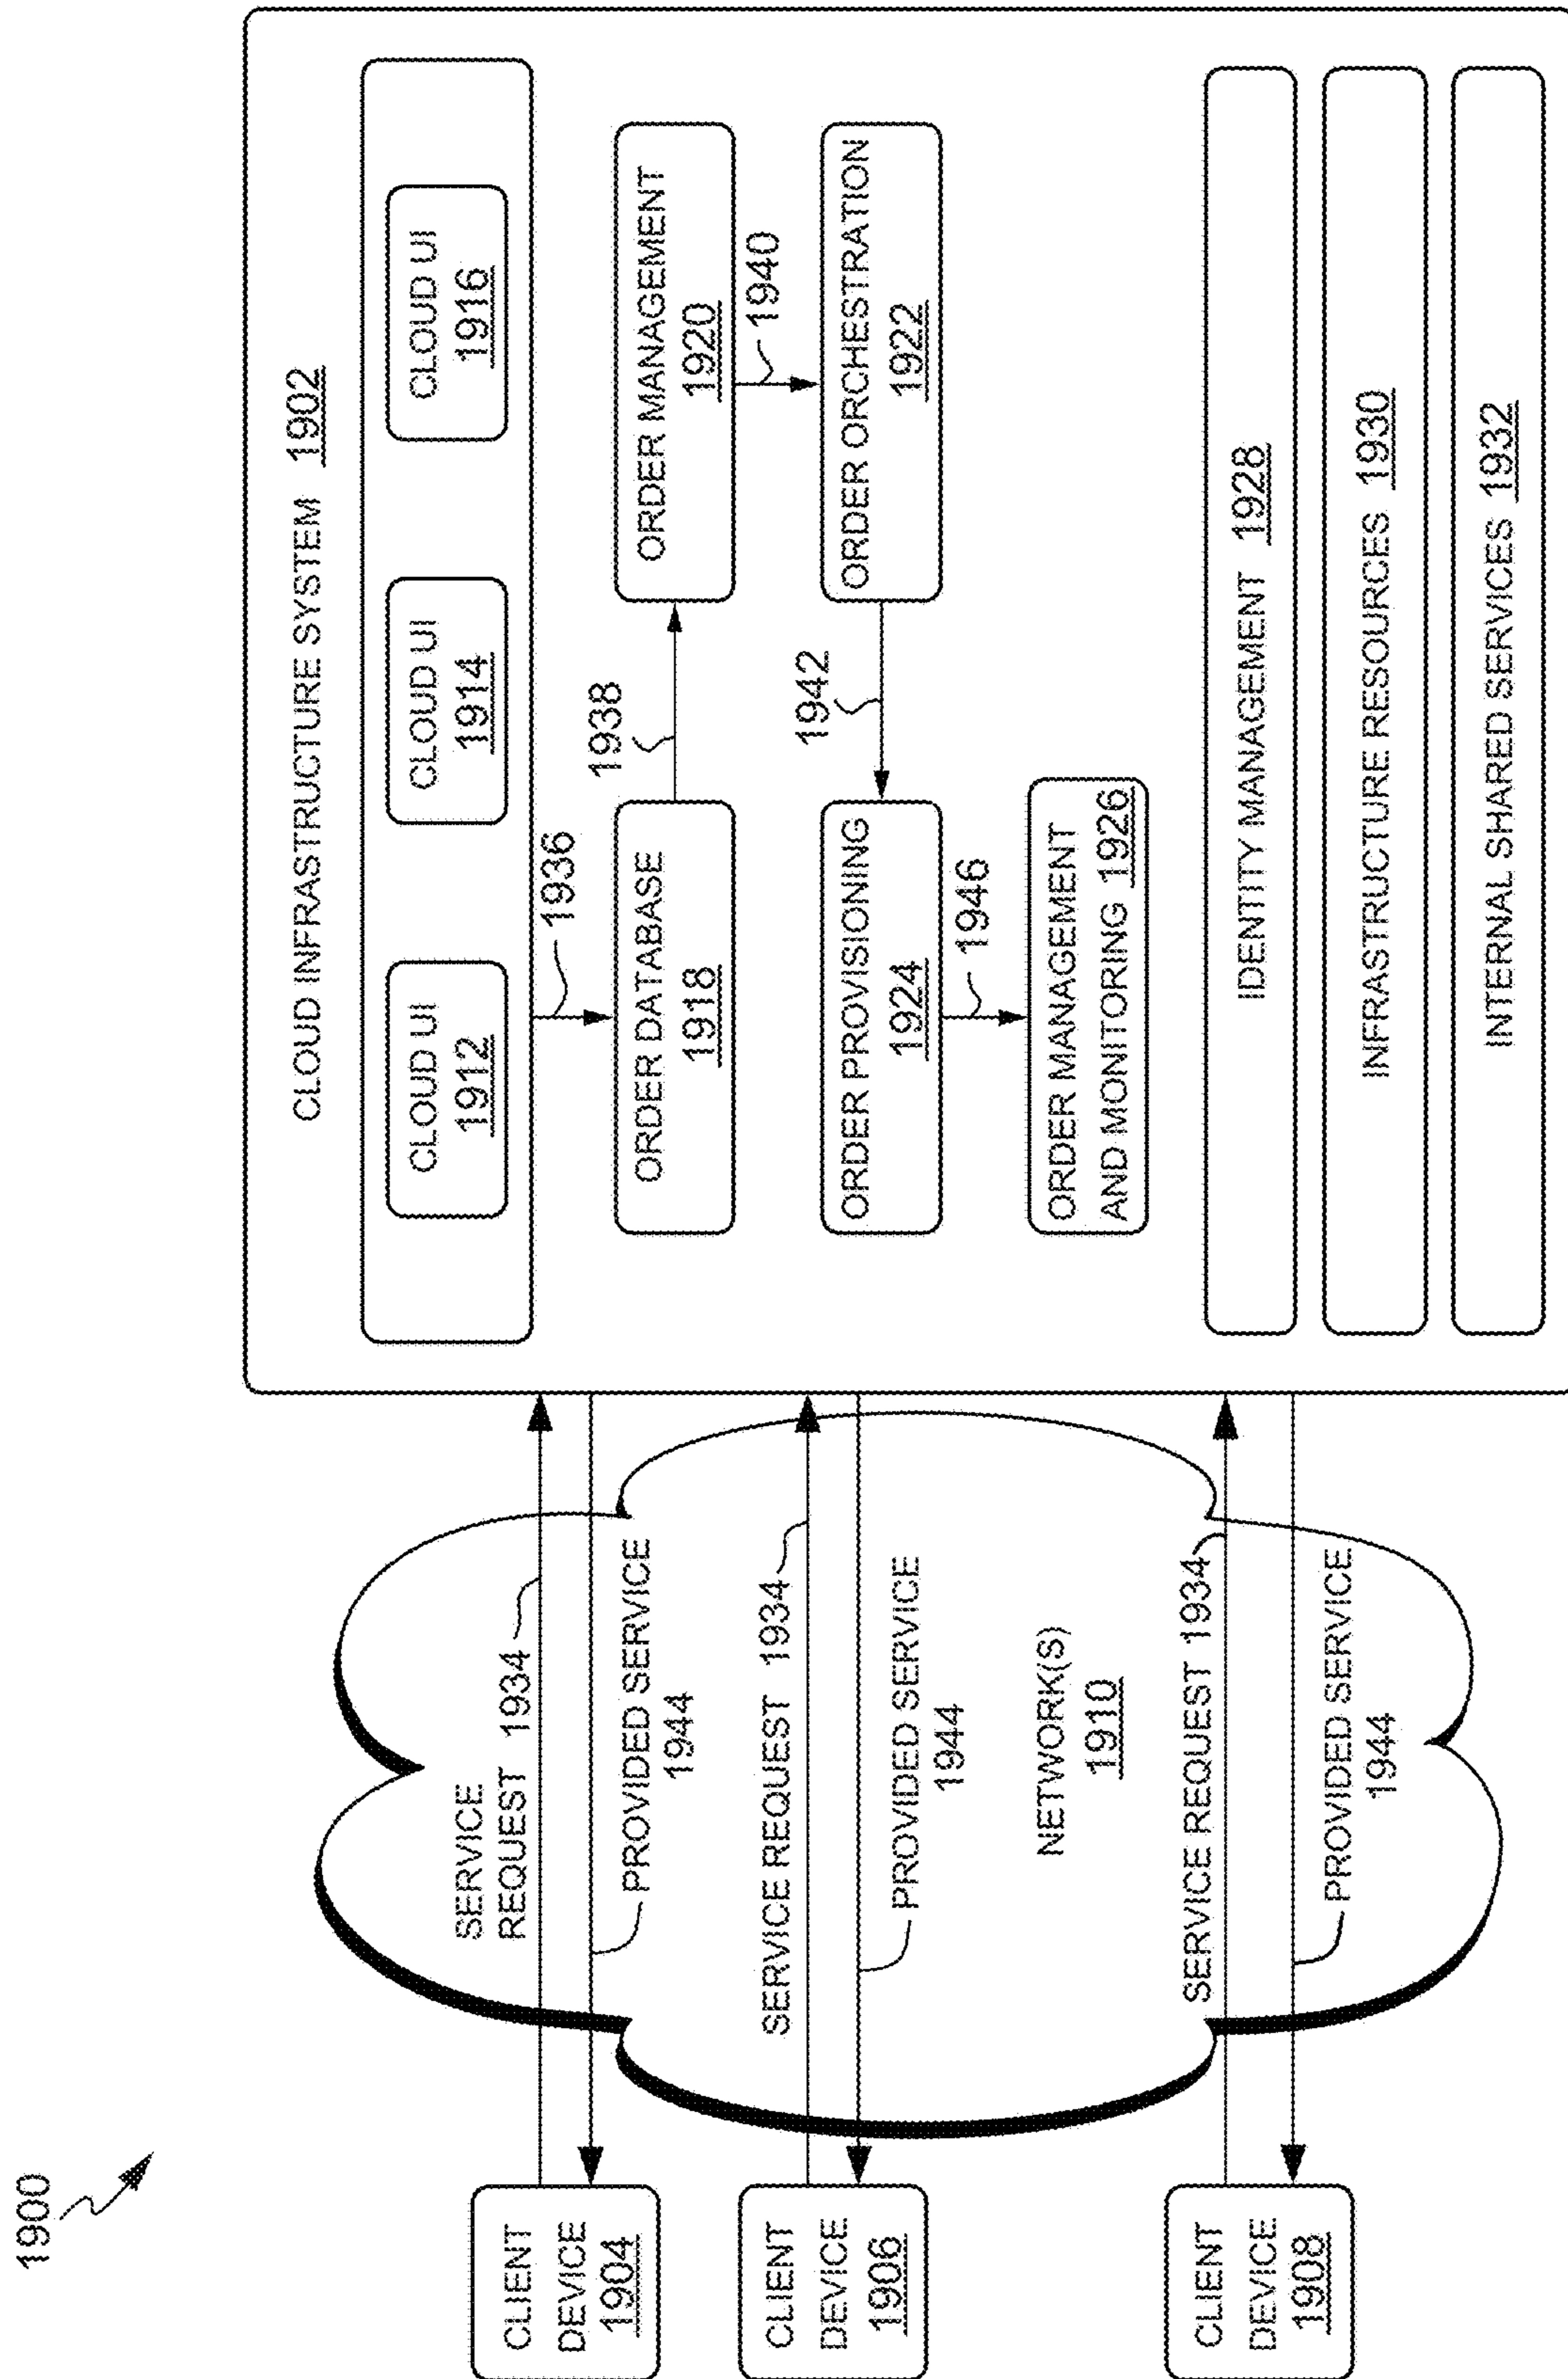 1900
CLIENT
DEVICE
1904
CLIENT
DEVICE
1906
CLIENT
DEVICE
1908
SERVICE
REQUEST 1934
PROVIDED SERVICE
1944
SERVICE REQUEST 1934
PROVIDED SERVICE
1944
NETWORK(S)
1910
SERVICE REQUEST 1934
PROVIDED SERVICE
1944
CLOUD INFRASTRUCTURE SYSTEM 1902
CLOUD UI
1912
CLOUD UI
1914
CLOUD UI
1916
1936
ORDER DATABASE
1918
1938
ORDER MANAGEMENT
1920
1940
ORDER PROVISIONING
1924
1942
ORDER ORCHESTRATION
1922
1946
ORDER MANAGEMENT
AND MONITORING 1926
IDENTITY MANAGEMENT 1928
INFRASTRUCTURE RESOURCES 1930
INTERNAL SHARED SERVICES 1932